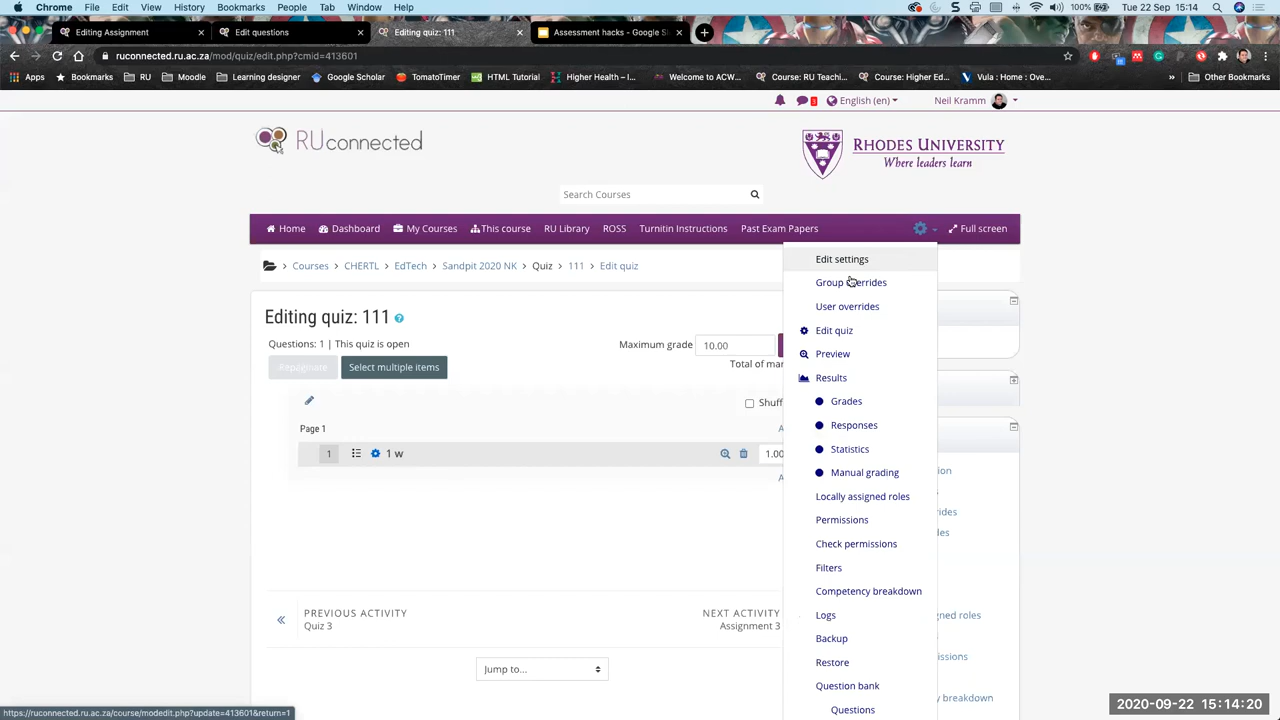 Chrome File Edit View History Bookmarks People Tab Window Help
100% Tue 22 Sep 15:14
Editing Assignment × Edit questions × Editing quiz: 111 × Assessment hacks - Google S × +
ruconnected.ru.ac.za/mod/quiz/edit.php?cmid=413601
Apps Bookmarks RU Moodle Learning designer Google Scholar TomatoTimer HTML Tutorial Higher Health – I... Welcome to ACW... Course: RU Teachi... Course: Higher Ed... Vula : Home : Ove... » Other Bookmarks
3 English (en) Neil Kramm
RUconnected
RHODES UNIVERSITY
Where leaders learn
Search Courses
Home Dashboard My Courses This course RU Library ROSS Turnitin Instructions Past Exam Papers Full screen
Courses > CHERTL > EdTech > Sandpit 2020 NK > Quiz > 111 > Edit quiz
Editing quiz: 111
Questions: 1 | This quiz is open
Maximum grade 10.00
Repaginate Select multiple items
Total of mar
Shuff
Page 1
1 1 w 1.00
PREVIOUS ACTIVITY
Quiz 3
NEXT ACTIVITY
Assignment 3
Jump to...
Edit settings
Group overrides
User overrides
Edit quiz
Preview
Results
Grades
Responses
Statistics
Manual grading
Locally assigned roles
Permissions
Check permissions
Filters
Competency breakdown
Logs
Backup
Restore
Question bank
Questions
https://ruconnected.ru.ac.za/course/modedit.php?update=413601&return=1
2020-09-22 15:14:20